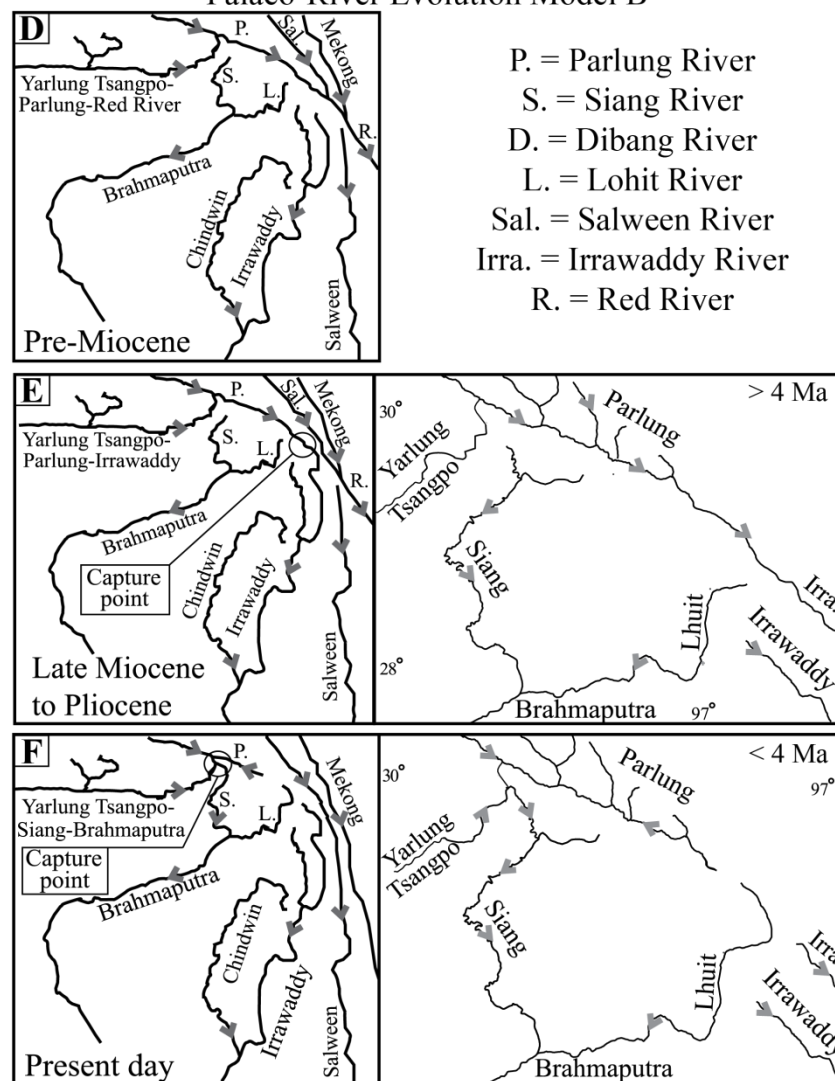 Palaeo-River Evolution Model B
D
P.
Sal.
Mekong
Yarlung Tsangpo-
Parlung-Red River
S.
L.
R.
Brahmaputra
Chindwin
Irrawaddy
Salween
Pre-Miocene
P. = Parlung River
S. = Siang River
D. = Dibang River
L. = Lohit River
Sal. = Salween River
Irra. = Irrawaddy River
R. = Red River
E
P.
Sal.
Mekong
Yarlung Tsangpo-
Parlung-Irrawaddy
S.
L.
R.
Brahmaputra
Capture
point
Chindwin
Irrawaddy
Salween
Late Miocene
to Pliocene
> 4 Ma
30°
Parlung
Yarlung
Tsangpo
Siang
Irra.
Lhuit
Irrawaddy
28°
Brahmaputra
97°
F
P.
Mekong
Yarlung Tsangpo-
Siang-Brahmaputra
S.
L.
Capture
point
Brahmaputra
Chindwin
Irrawaddy
Salween
Present day
< 4 Ma
30°
97°
Parlung
Yarlung
Tsangpo
Siang
Lhuit
Irra
Irrawaddy
Brahmaputra